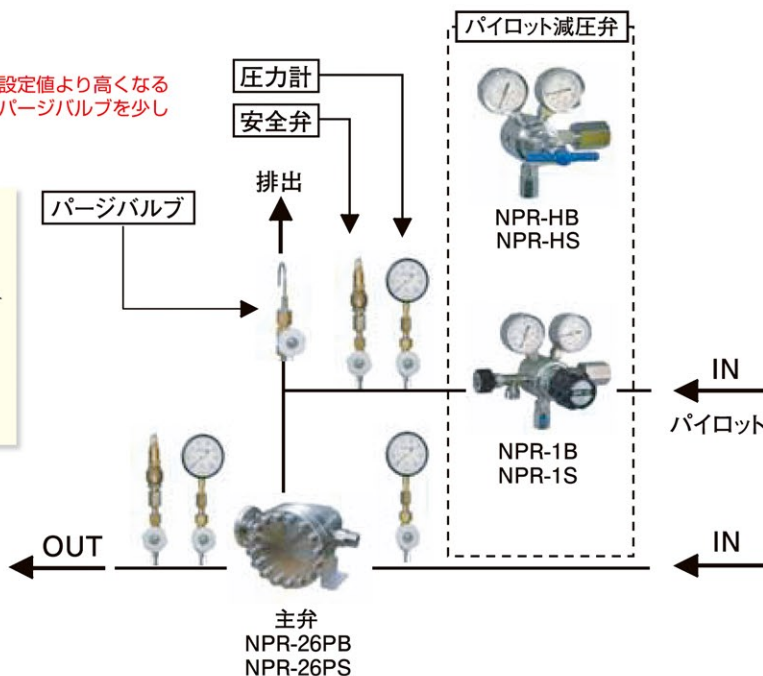 パイロット減圧弁
設定値より高くなる
パージバルブを少し
圧力計
安全弁
排出
パージバルブ
NPR-HB
NPR-HS
IN
パイロット
NPR-1B
NPR-1S
OUT
IN
主弁
NPR-26PB
NPR-26PS